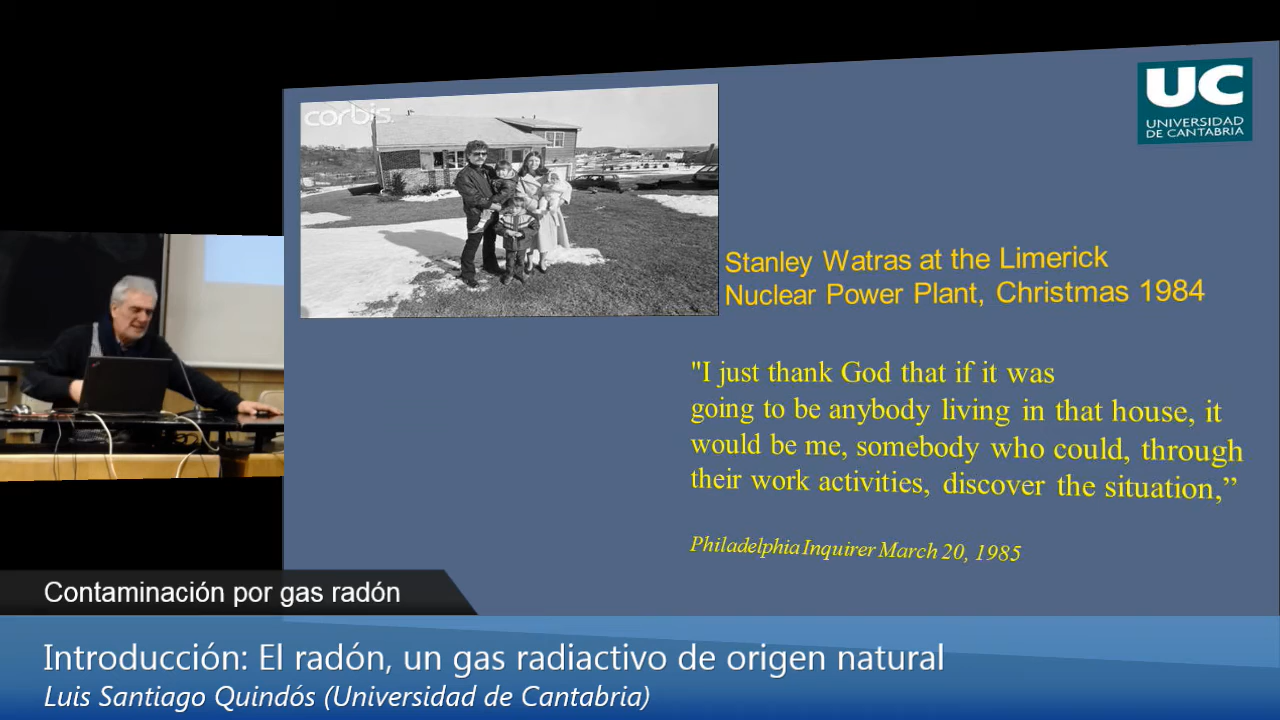 corbis.
UC
UNIVERSIDAD
DE CANTABRIA
Stanley Watras at the Limerick
Nuclear Power Plant, Christmas 1984
"I just thank God that if it was
going to be anybody living in that house, it
would be me, somebody who could, through
their work activities, discover the situation,”
Philadelphia Inquirer March 20, 1985
Contaminación por gas radón
Introducción: El radón, un gas radiactivo de origen natural
Luis Santiago Quindós (Universidad de Cantabria)